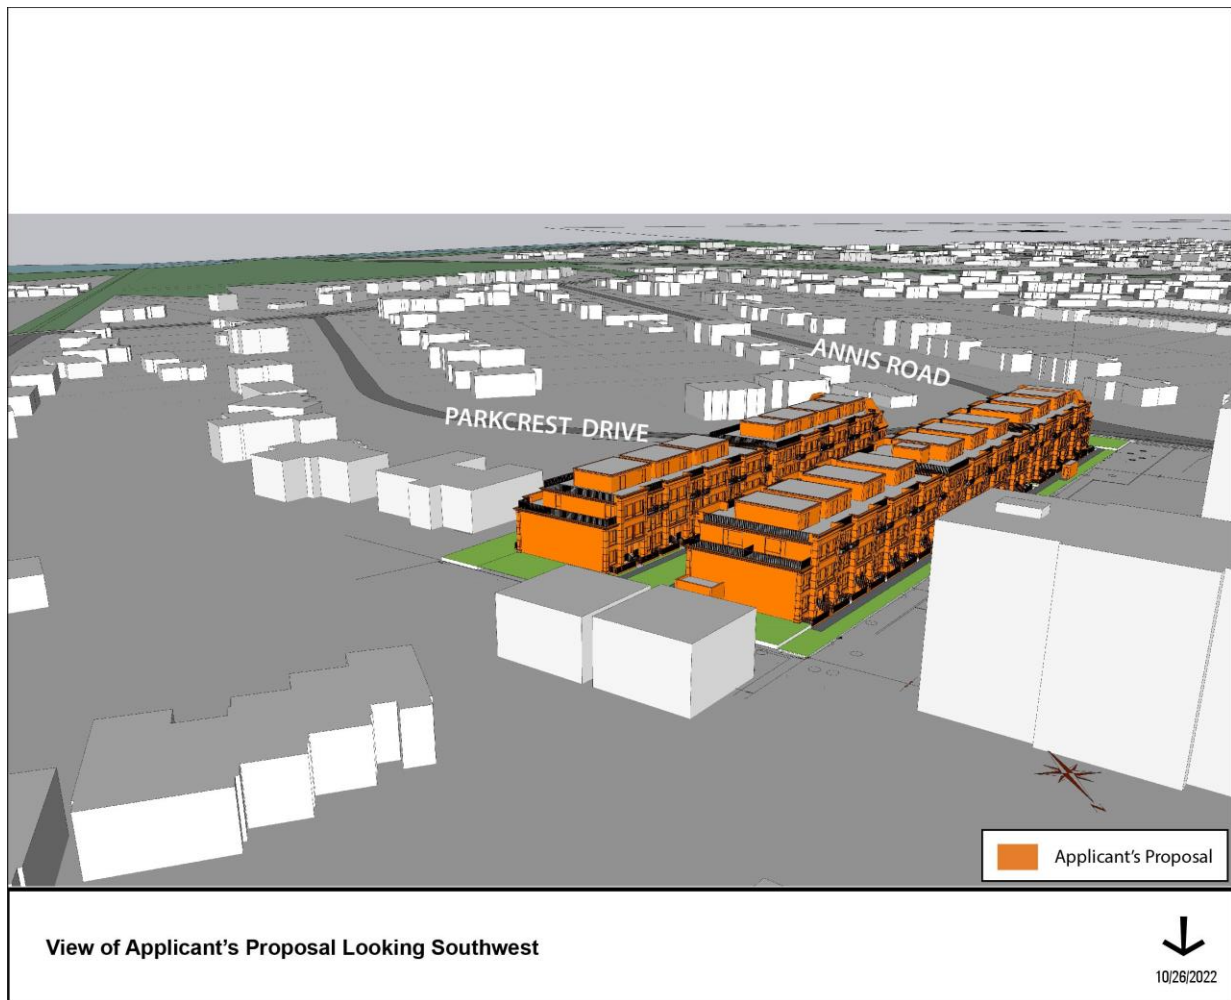 ANNIS ROAD
PARKCREST DRIVE
Applicant's Proposal
View of Applicant's Proposal Looking Southwest
10/26/2022